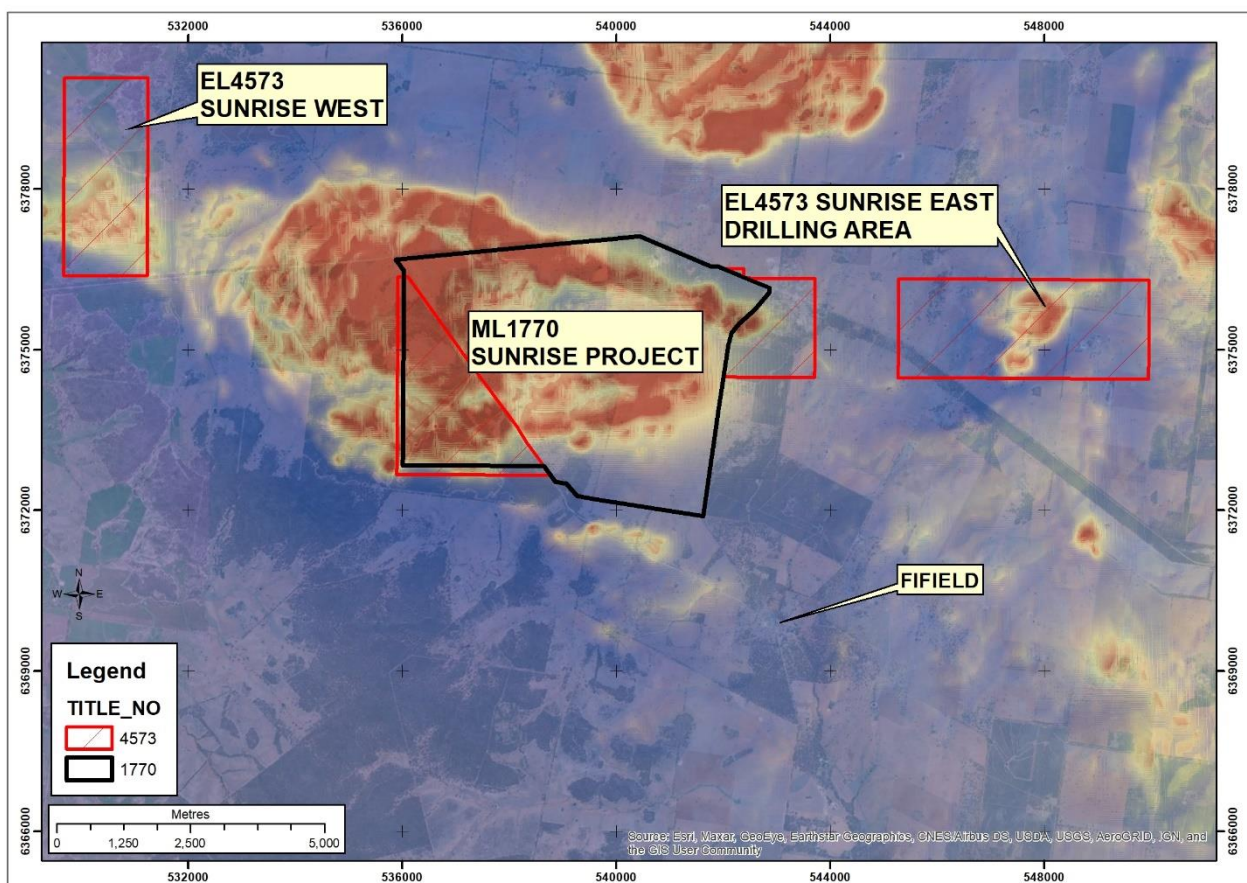 532000 536000 540000 544000 548000
EL4573
SUNRISE WEST
6378000 6378000
EL4573 SUNRISE EAST
DRILLING AREA
ML1770
SUNRISE PROJECT
6375000 6375000
6372000 6372000
FIFIELD
N
W E
S
6369000 6369000
Legend
TITLE_NO
4573
1770
Metres
0 1,250 2,500 5,000
6366000 6366000
Source: Esri, Maxar, GeoEye, Earthstar Geographics, CNES/Airbus DS, USDA, USGS, AeroGRID, IGN, and
the GIS User Community
532000 536000 540000 544000 548000